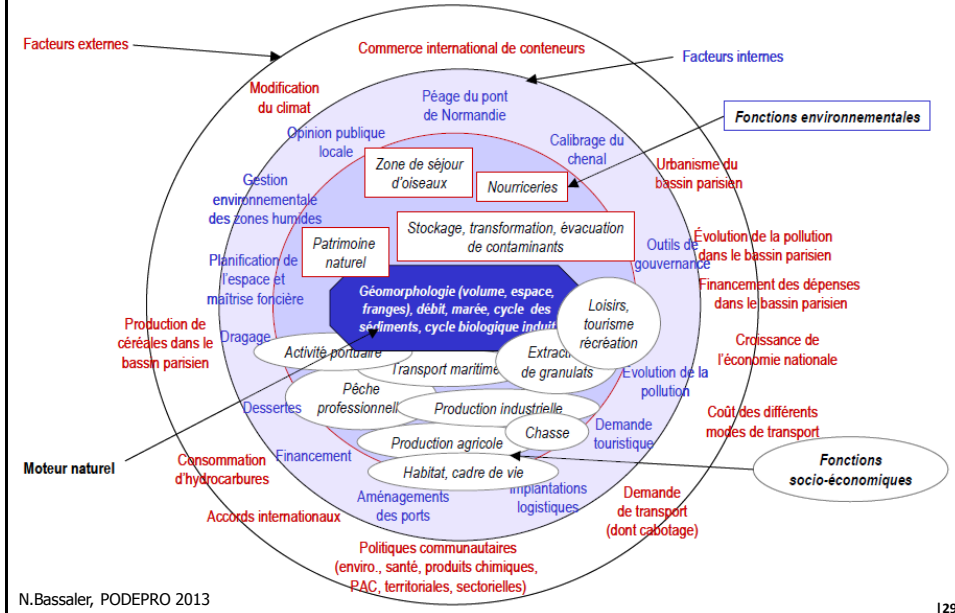 Facteurs externes
Commerce international de conteneurs
Facteurs internes
Modification
du climat
Péage du pont
de Normandie
Fonctions environnementales
Opinion publique
locale
Calibrage du
chenal
Zone de séjour
d'oiseaux
Nourriceries
Urbanisme du
bassin parisien
Gestion
environnementale
des zones humides
Stockage, transformation, évacuation
de contaminants
Patrimoine
naturel
Outils de
gouvernance
Évolution de la pollution
dans le bassin parisien
Planification de
l'espace et
maîtrise foncière
Géomorphologie (volume, espace,
franges), débit, marée, cycle des
sédiments, cycle biologique induit
Financement des dépenses
dans le bassin parisien
Loisirs,
tourisme
récréation
Production de
céréales dans le
bassin parisien
Dragage
Activité portuaire
Transport maritime
Extracti
de granulats
Croissance de
l'économie nationale
Evolution de la
pollution
Pêche
professionnell
Dessertes
Production industrielle
Chasse
Coût des différents
modes de transport
Demande
touristique
Production agricole
Financement
Moteur naturel
Consommation
d'hydrocarbures
Habitat, cadre de vie
Fonctions
socio-économiques
Aménagements
des ports
Implantations
logistiques
Demande
de transport
(dont cabotage)
Accords internationaux
Politiques communautaires
(enviro., santé, produits chimiques,
PAC, territoriales, sectorielles)
N.Bassaler, PODEPRO 2013
|29